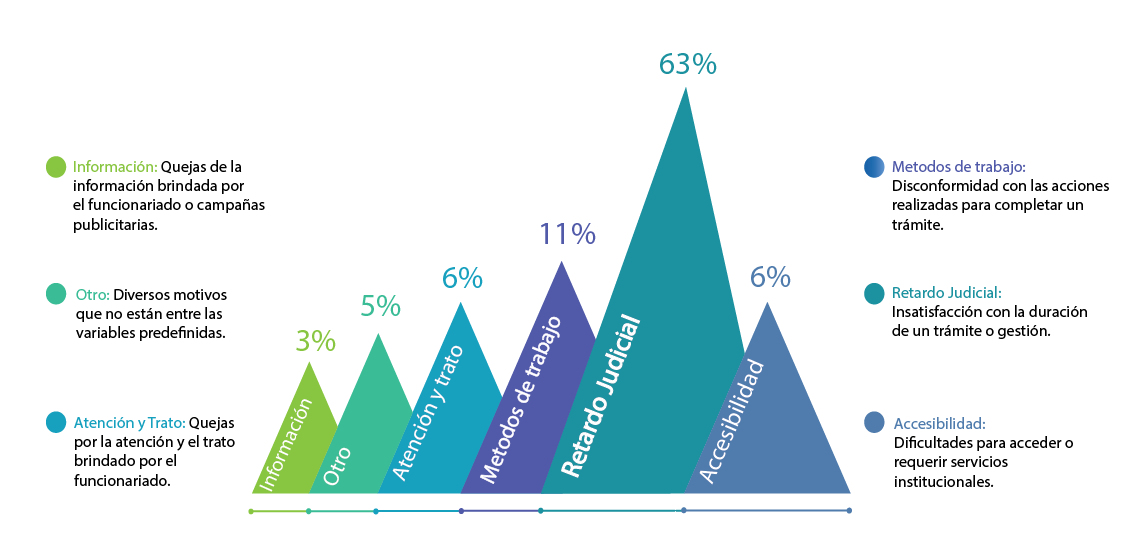 63%
11%
6%
6%
5%
3%
Información: Quejas de la
información brindada por
el funcionariado o campañas
publicitarias.
Otro: Diversos motivos
que no están entre las
variables predefinidas.
Atención y Trato: Quejas
por la atención y el trato
brindado por el
funcionariado.
Información
Otro
Atención y trato
Metodos de trabajo
Retardo Judicial
Accesibilidad
Metodos de trabajo:
Disconformidad con las acciones
realizadas para completar un
trámite.
Retardo Judicial:
Insatisfacción con la duración
de un trámite o gestión.
Accesibilidad:
Dificultades para acceder o
requerir servicios
institucionales.